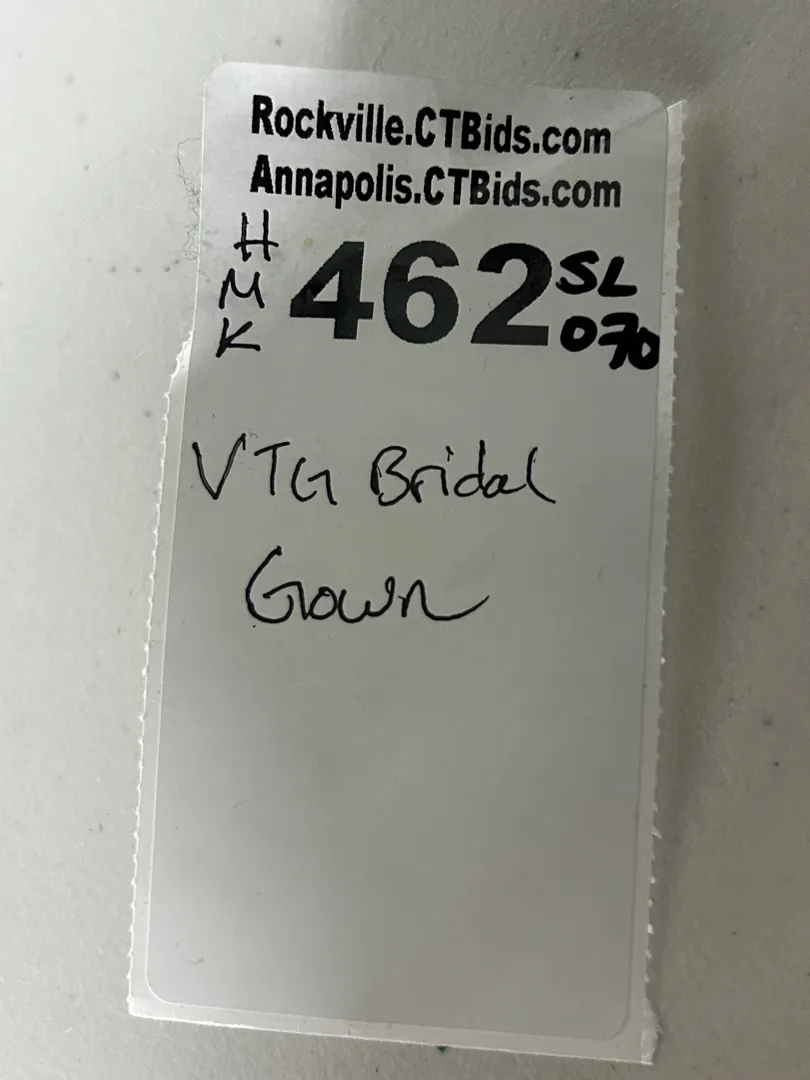 Rockville.CTBids.com
Annapolis.CTBids.com
H
M
K
462
SL
070
VTG Bridal
Gown